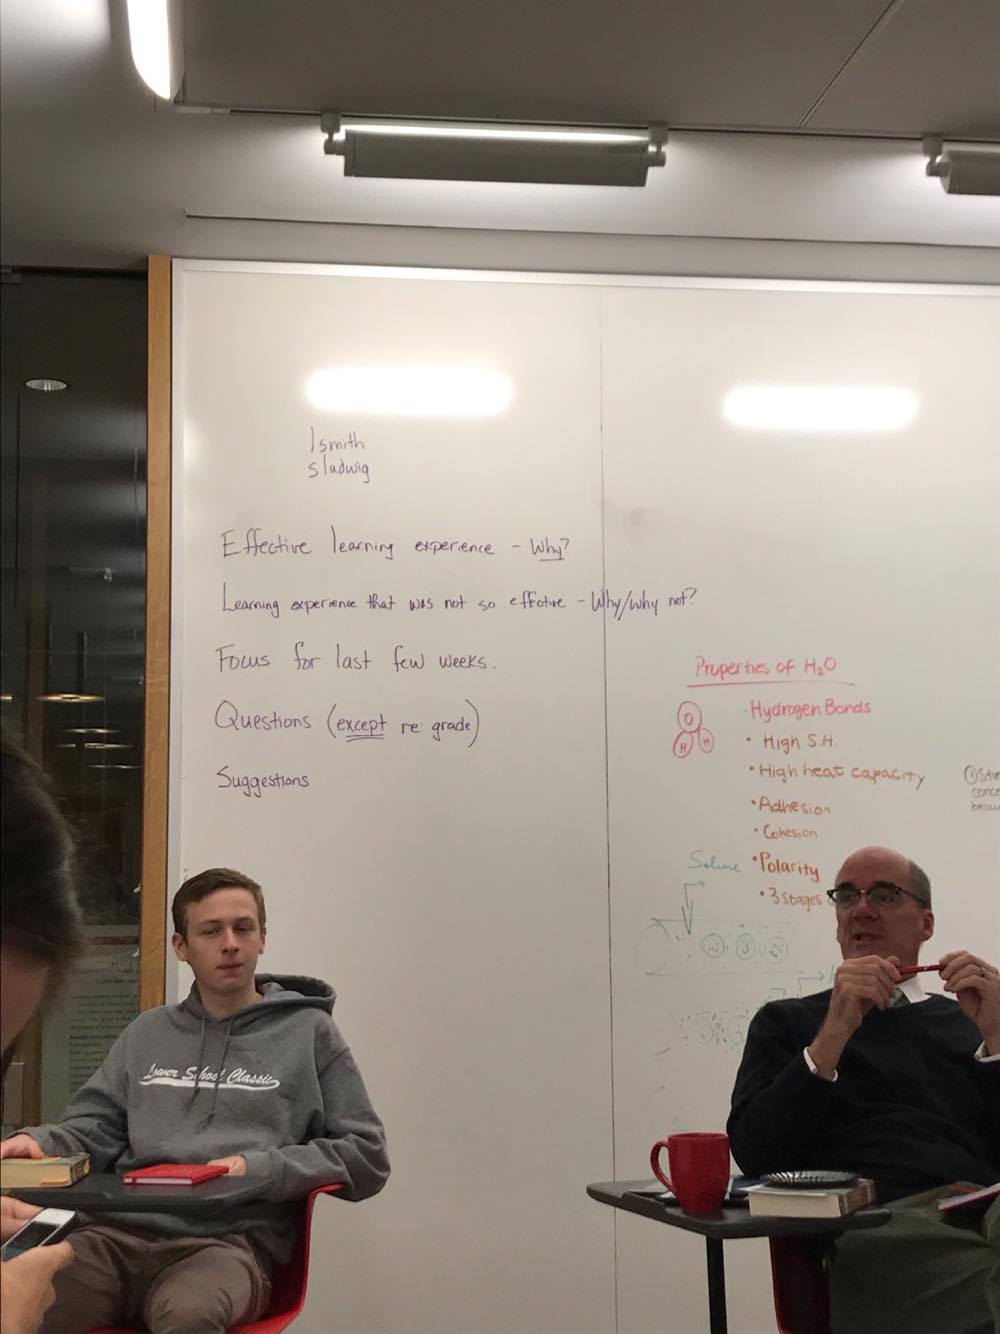 lsmith
sludwig
Effective learning experience - Why?
Learning experience that was not so effective - Why/why not?
Focus for last few weeks.
Questions (except re: grade)
Suggestions
Properties of H₂O
O
H H
· Hydrogen Bonds
• High S.H.
• High heat capacity
• Adhesion
• Cohesion
• Polarity
• 3 stages
Saline
Lower School Classic